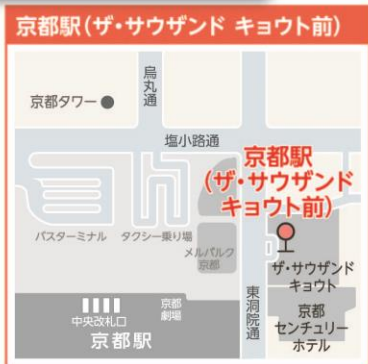 京都駅(ザ・サウザンド キョウト前)
烏丸通
京都タワー
塩小路通
京都駅
(ザ・サウザンド
キョウト前)
バスターミナル
タクシー乗り場
メルパルク
京都
ザ・サウザンド
キョウト
東洞院通
京都
劇場
中央改札口
京都駅
京都
センチュリー
ホテル